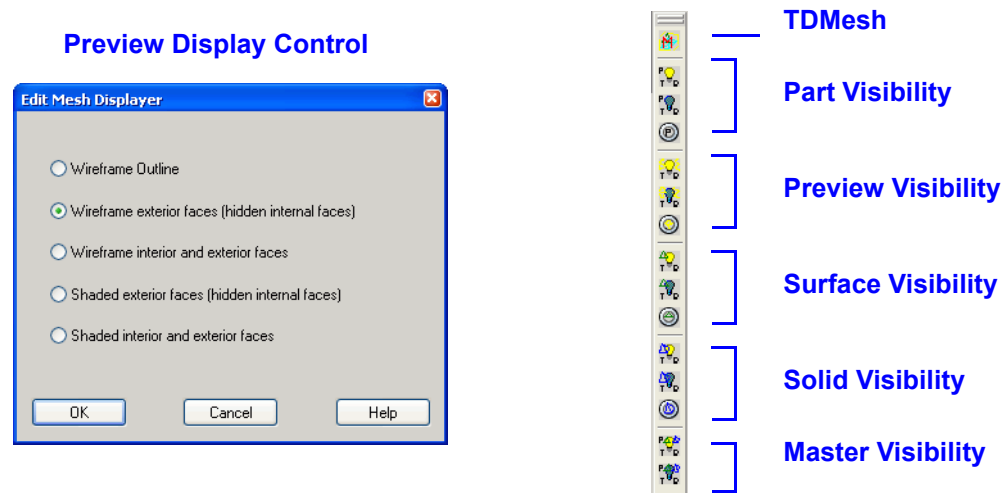 Preview Display Control
Edit Mesh Displayer
Wireframe Outline
Wireframe exterior faces (hidden internal faces)
Wireframe interior and exterior faces
Shaded exterior faces (hidden internal faces)
Shaded interior and exterior faces
OK
Cancel
Help
TDMesh
P
T D
Part Visibility
P
T D
P
T D
Preview Visibility
T D
T D
Surface Visibility
T D
T D
Solid Visibility
T D
P
T D
Master Visibility
P
T D